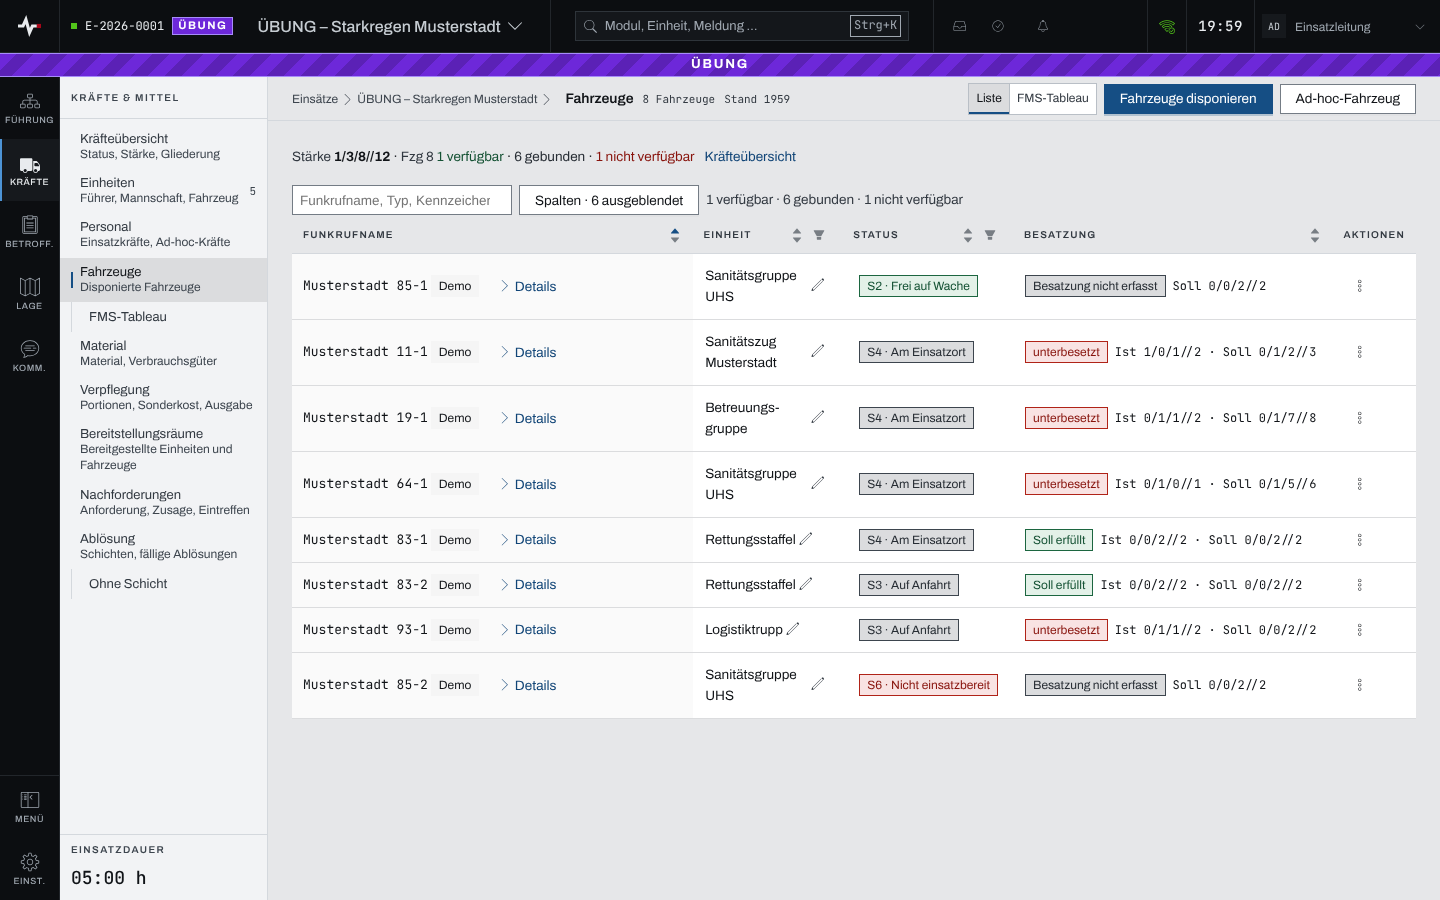 E-2026-0001 ÜBUNG ÜBUNG – Starkregen Musterstadt Modul, Einheit, Meldung ... Strg+K 19:59 AD Einsatzleitung
ÜBUNG
FÜHRUNG
KRÄFTE
BETROFF.
LAGE
KOMM.
MENÜ
EINST.
KRÄFTE & MITTEL
Kräfteübersicht
Status, Stärke, Gliederung
Einheiten
Führer, Mannschaft, Fahrzeug 5
Personal
Einsatzkräfte, Ad-hoc-Kräfte
Fahrzeuge
Disponierte Fahrzeuge
FMS-Tableau
Material
Material, Verbrauchsgüter
Verpflegung
Portionen, Sonderkost, Ausgabe
Bereitstellungsräume
Bereitgestellte Einheiten und
Fahrzeuge
Nachforderungen
Anforderung, Zusage, Eintreffen
Ablösung
Schichten, fällige Ablösungen
Ohne Schicht
EINSATZDAUER
05:00 h
Einsätze ÜBUNG – Starkregen Musterstadt Fahrzeuge 8 Fahrzeuge Stand 1959 Liste FMS-Tableau Fahrzeuge disponieren Ad-hoc-Fahrzeug
Stärke 1/3/8//12 · Fzg 8 1 verfügbar · 6 gebunden · 1 nicht verfügbar Kräfteübersicht
Funkrufname, Typ, Kennzeicher Spalten · 6 ausgeblendet 1 verfügbar · 6 gebunden · 1 nicht verfügbar
FUNKRUFNAME EINHEIT STATUS BESATZUNG AKTIONEN
Musterstadt 85-1 Demo Details Sanitätsgruppe
UHS S2 · Frei auf Wache Besatzung nicht erfasst Soll 0/0/2//2
Musterstadt 11-1 Demo Details Sanitätszug
Musterstadt S4 · Am Einsatzort unterbesetzt Ist 1/0/1//2 · Soll 0/1/2//3
Musterstadt 19-1 Demo Details Betreuungs-
gruppe S4 · Am Einsatzort unterbesetzt Ist 0/1/1//2 · Soll 0/1/7//8
Musterstadt 64-1 Demo Details Sanitätsgruppe
UHS S4 · Am Einsatzort unterbesetzt Ist 0/1/0//1 · Soll 0/1/5//6
Musterstadt 83-1 Demo Details Rettungsstaffel S4 · Am Einsatzort Soll erfüllt Ist 0/0/2//2 · Soll 0/0/2//2
Musterstadt 83-2 Demo Details Rettungsstaffel S3 · Auf Anfahrt Soll erfüllt Ist 0/0/2//2 · Soll 0/0/2//2
Musterstadt 93-1 Demo Details Logistiktrupp S3 · Auf Anfahrt unterbesetzt Ist 0/1/1//2 · Soll 0/0/2//2
Musterstadt 85-2 Demo Details Sanitätsgruppe
UHS S6 · Nicht einsatzbereit Besatzung nicht erfasst Soll 0/0/2//2